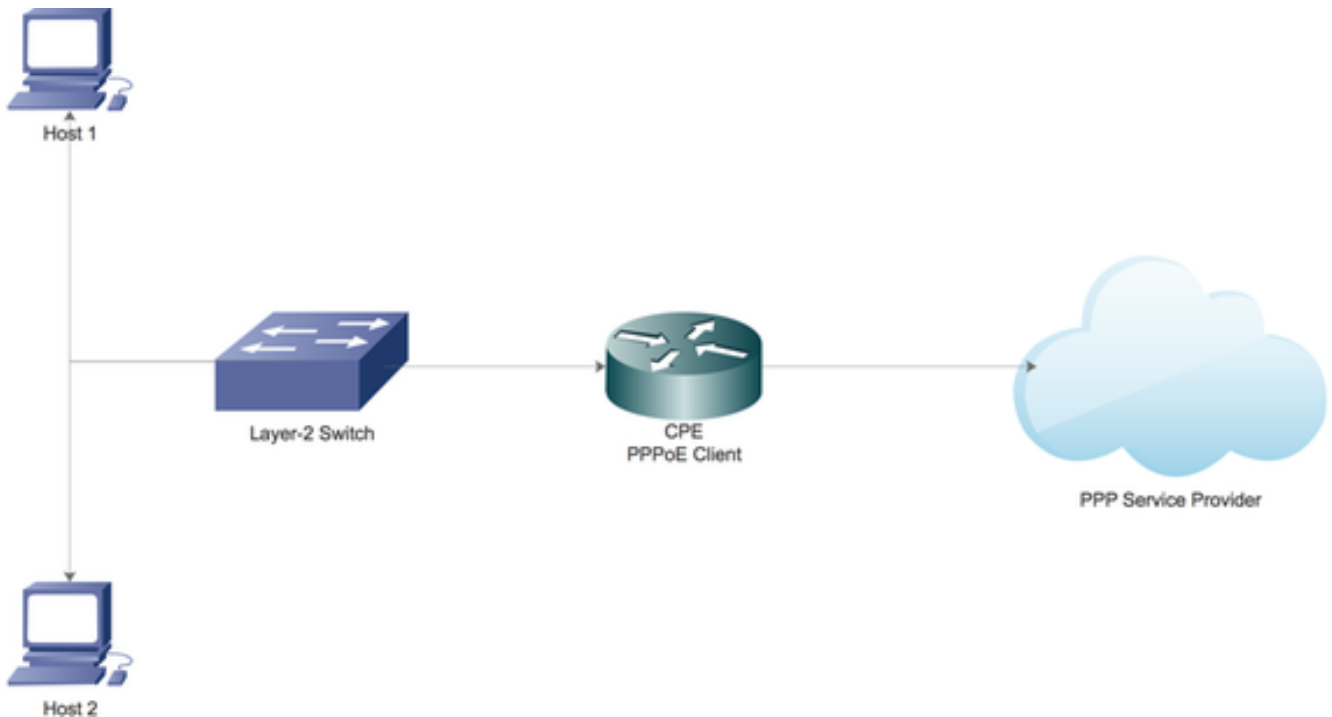 Host 1
Layer-2 Switch
CPE
PPPoE Client
PPP Service Provider
Host 2